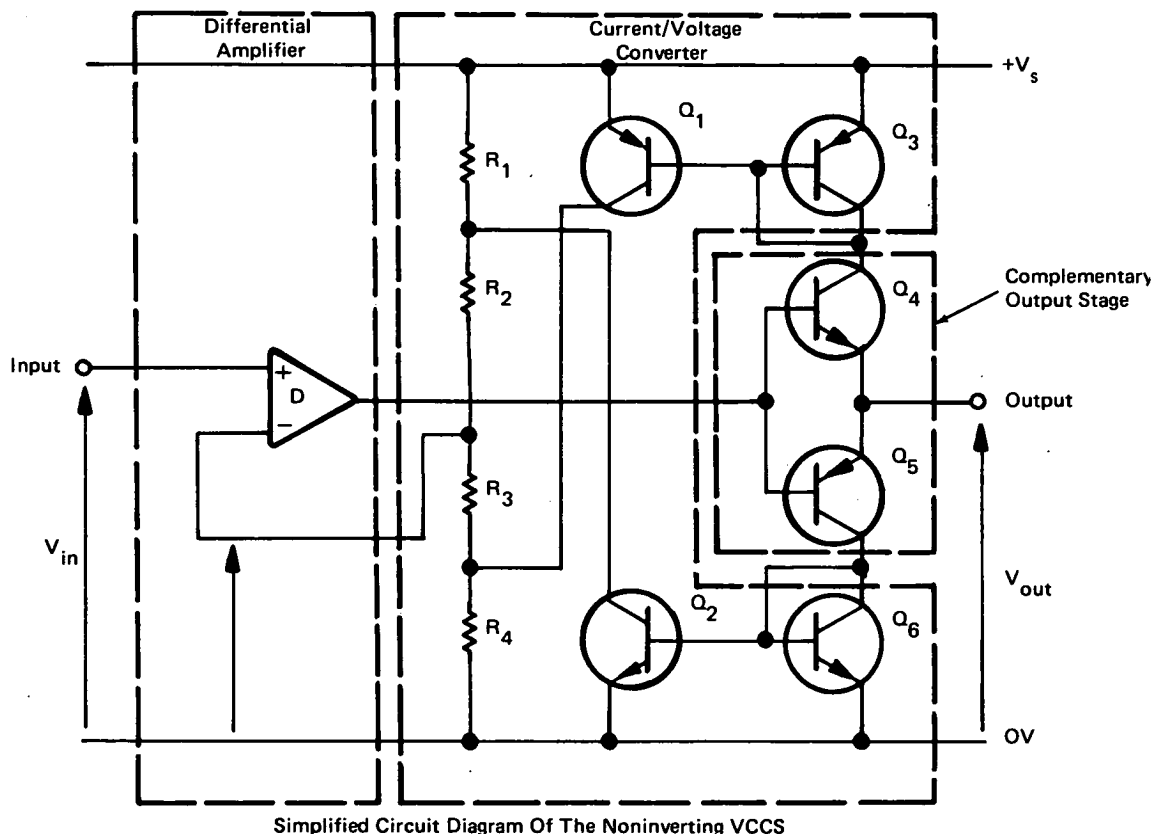 Differential
Amplifier
Current/Voltage
Converter
+Vs
Q1
Q3
R1
R2
Q4
Complementary
Output Stage
Input
+
D
−
Output
Q5
R3
Vin
Vout
Q2
Q6
R4
OV
Simplified Circuit Diagram Of The Noninverting VCCS